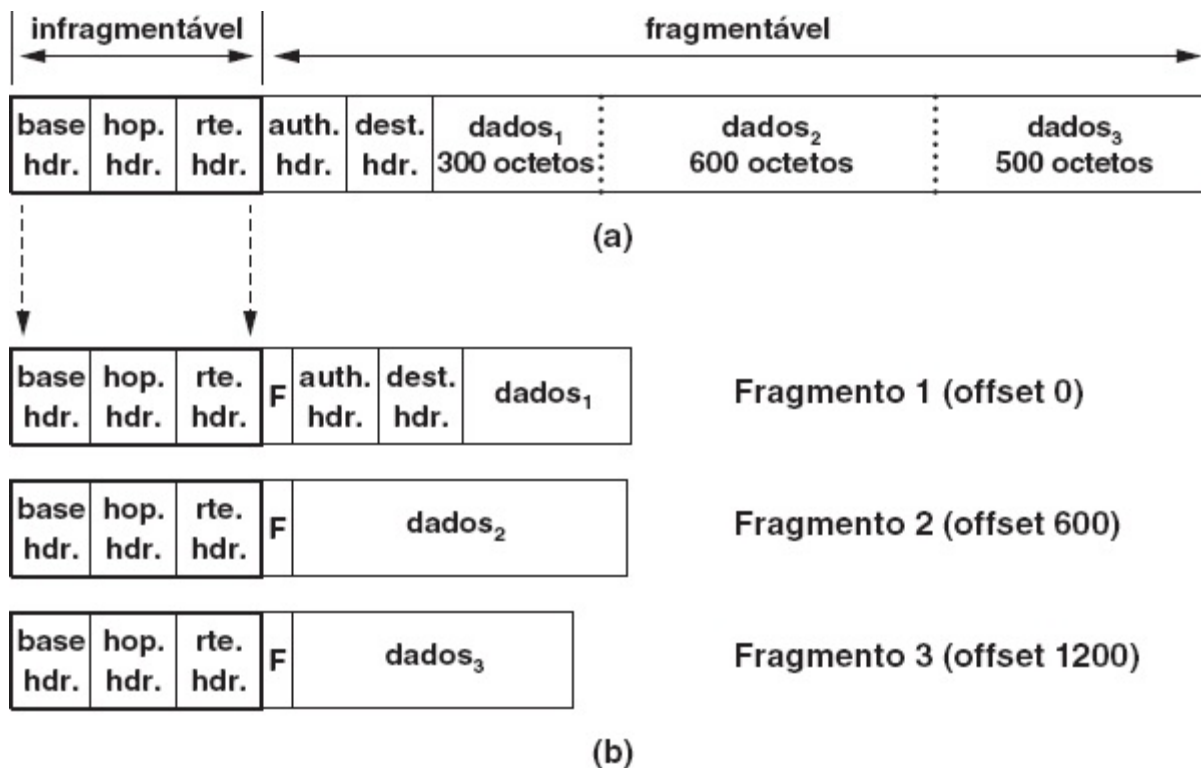 infragmentável fragmentável
base hop. rte. auth. dest. dados₁ dados₂ dados₃
hdr. hdr. hdr. hdr. hdr. 300 octetos 600 octetos 500 octetos
(a)
base hop. rte. F auth. dest. dados₁ Fragmento 1 (offset 0)
hdr. hdr. hdr. hdr. hdr.
base hop. rte. F dados₂ Fragmento 2 (offset 600)
hdr. hdr. hdr.
base hop. rte. F dados₃ Fragmento 3 (offset 1200)
hdr. hdr. hdr.
(b)